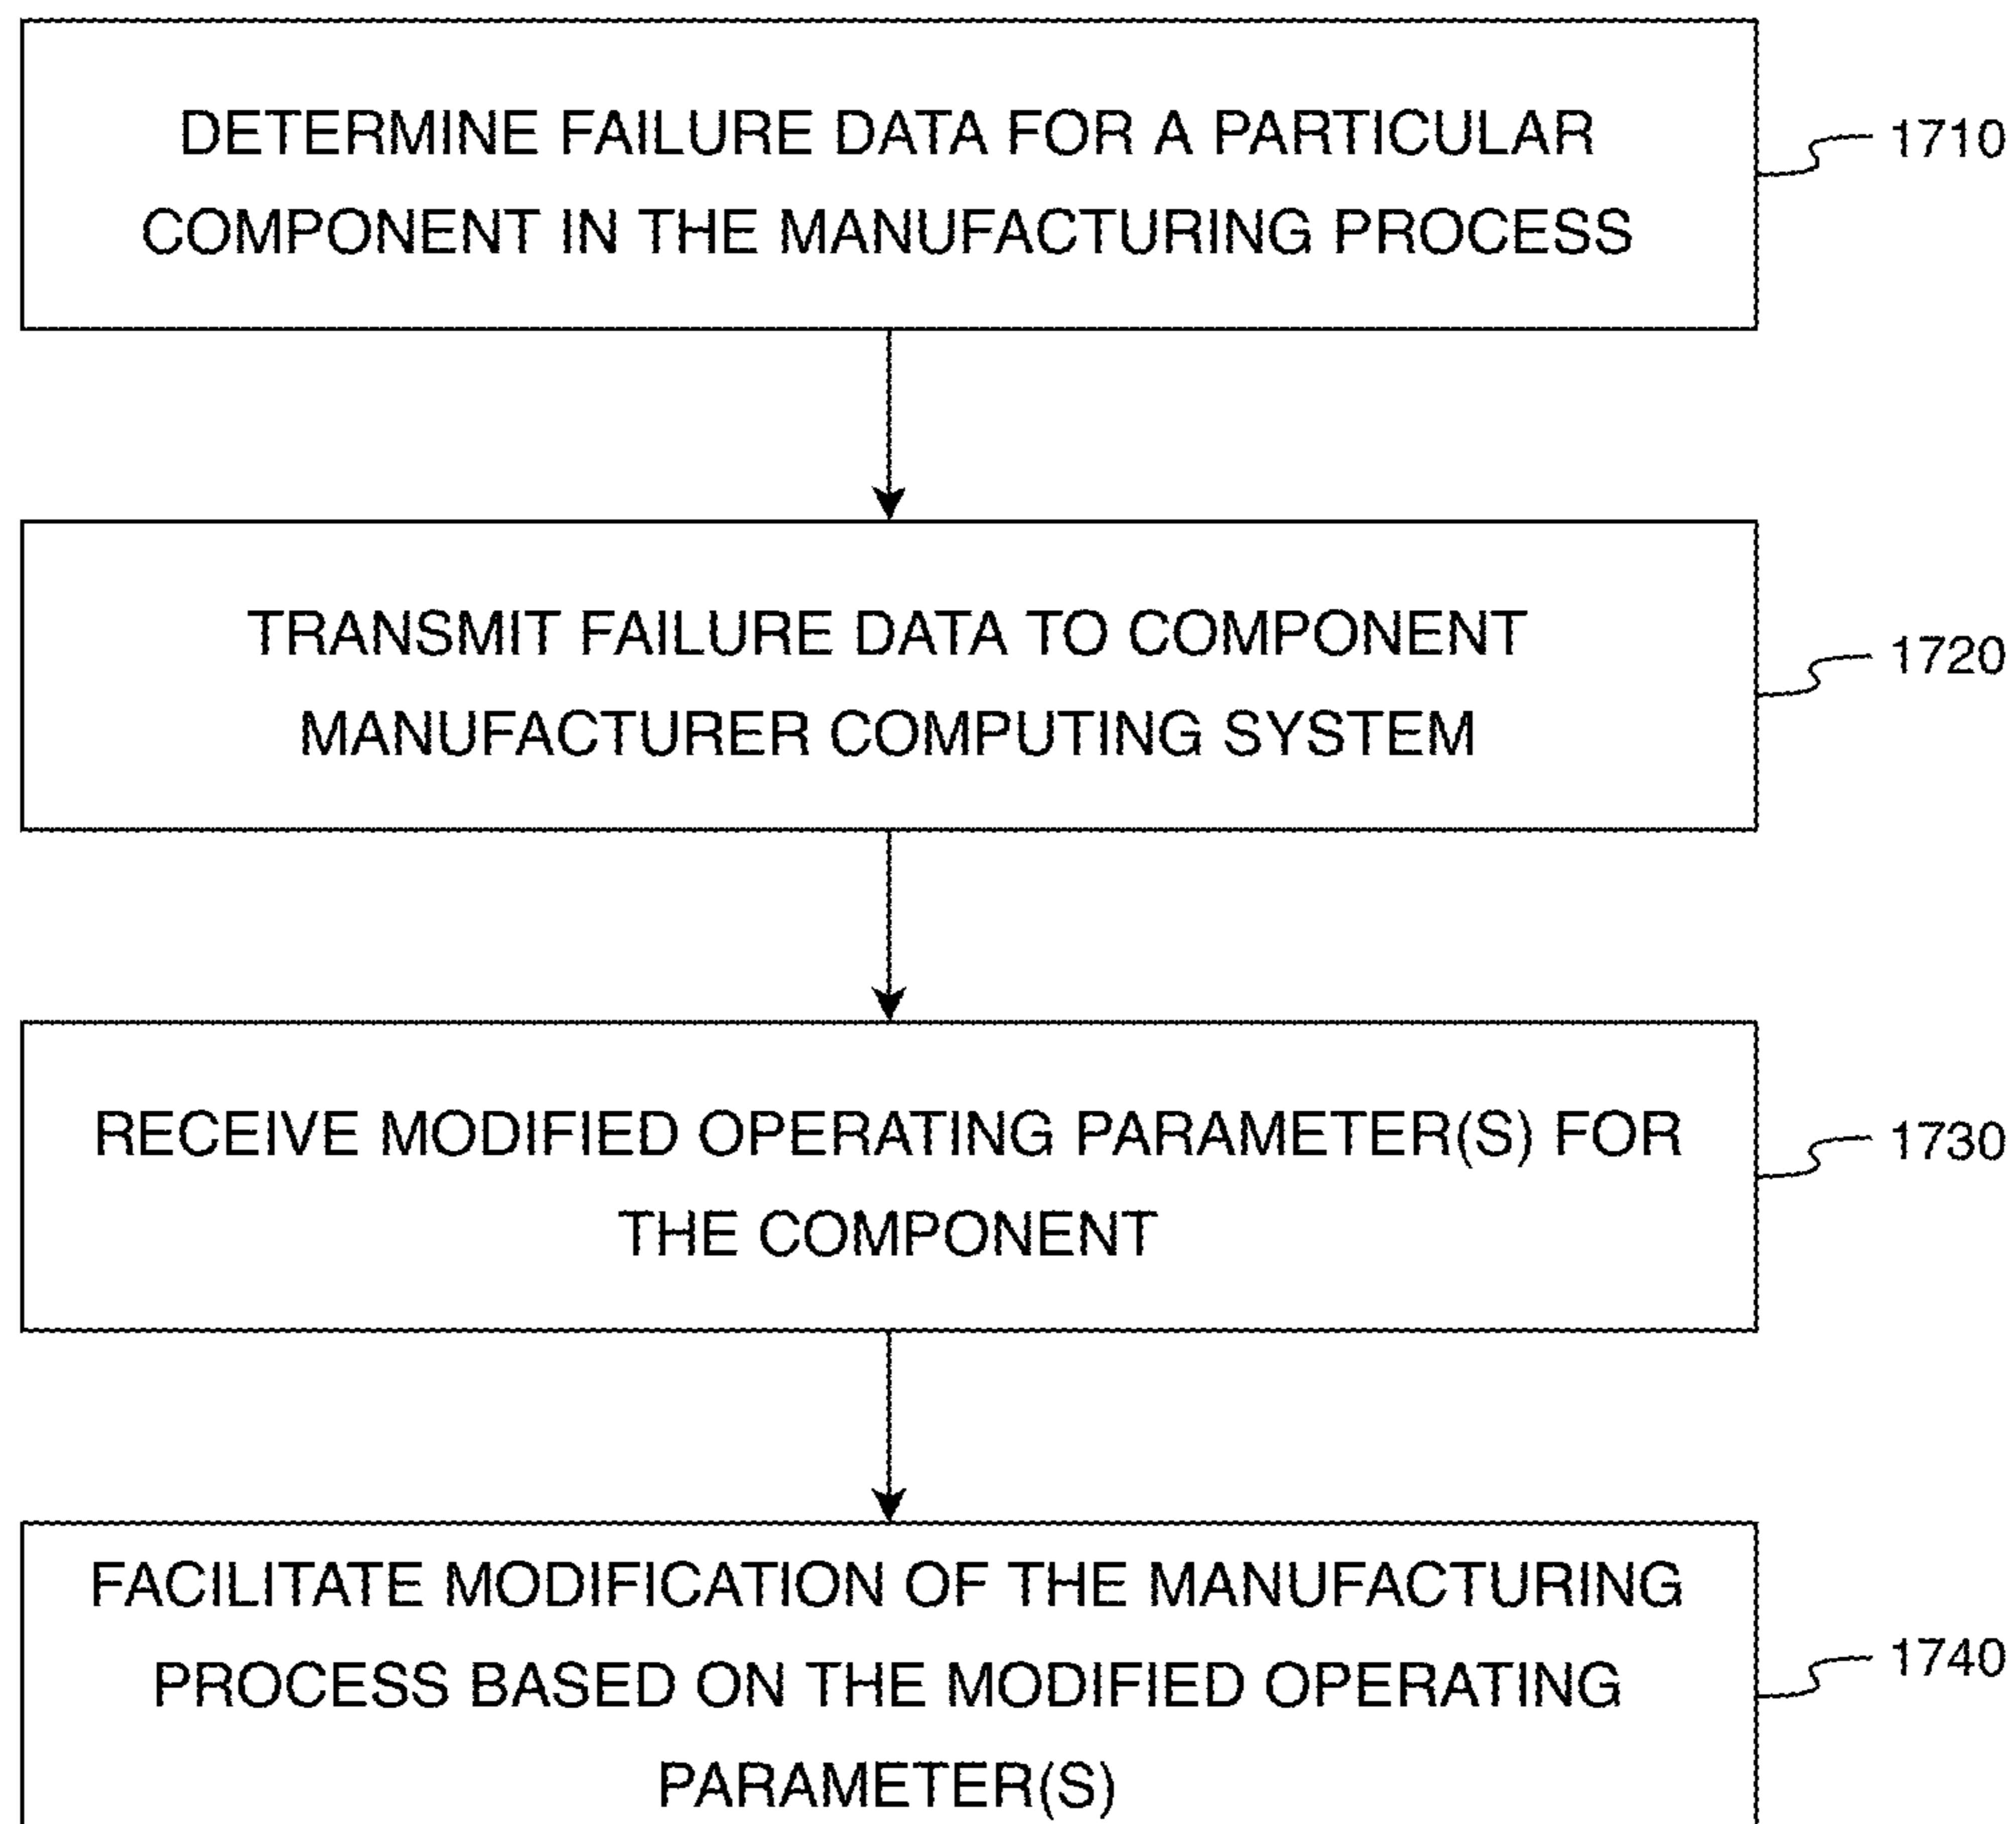 DETERMINE FAILURE DATA FOR A PARTICULAR
COMPONENT IN THE MANUFACTURING PROCESS
1710
TRANSMIT FAILURE DATA TO COMPONENT
MANUFACTURER COMPUTING SYSTEM
1720
RECEIVE MODIFIED OPERATING PARAMETER(S) FOR
THE COMPONENT
1730
FACILITATE MODIFICATION OF THE MANUFACTURING
PROCESS BASED ON THE MODIFIED OPERATING
PARAMETER(S)
1740